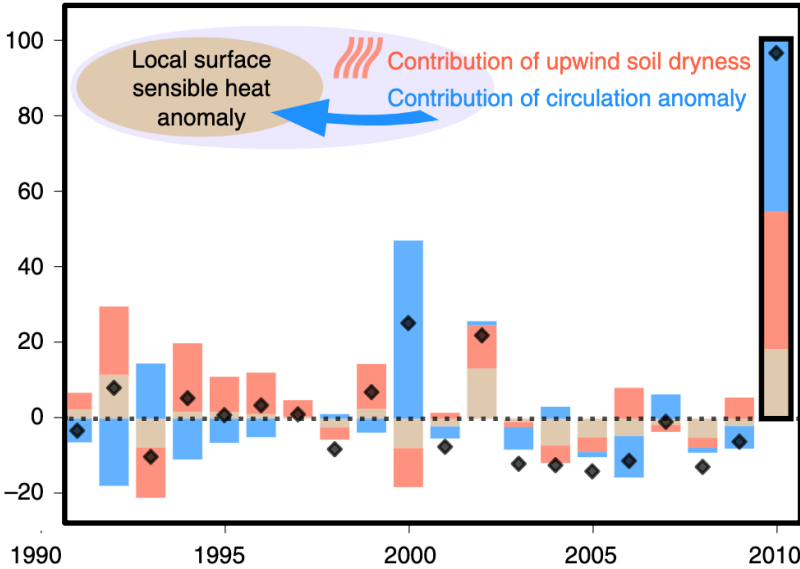 100
80
60
40
20
0
−20
Local surface
sensible heat
anomaly
Contribution of upwind soil dryness
Contribution of circulation anomaly
1990
1995
2000
2005
2010